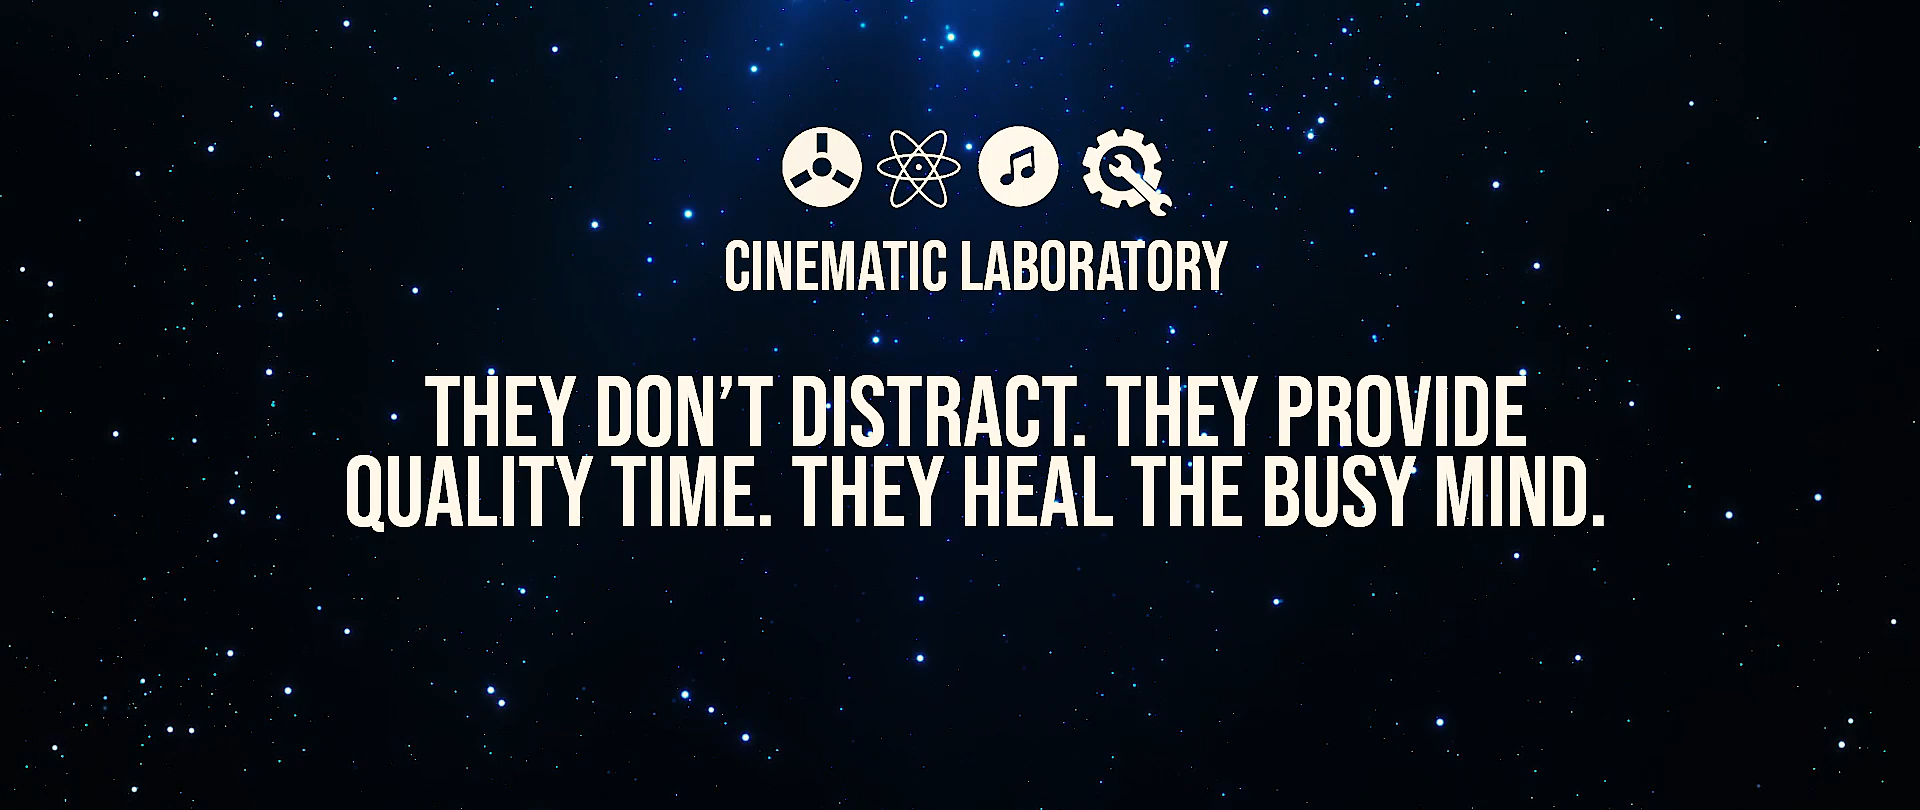 CINEMATIC LABORATORY
THEY DON’T DISTRACT. THEY PROVIDE
QUALITY TIME. THEY HEAL THE BUSY MIND.